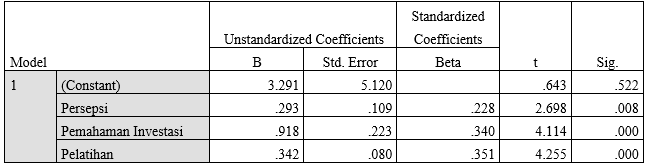 Standardized
Unstandardized Coefficients Coefficients
Model B Std. Error Beta t Sig.
1 (Constant) 3.291 5.120 .643 .522
Persepsi .293 .109 .228 2.698 .008
Pemahaman Investasi .918 .223 .340 4.114 .000
Pelatihan .342 .080 .351 4.255 .000